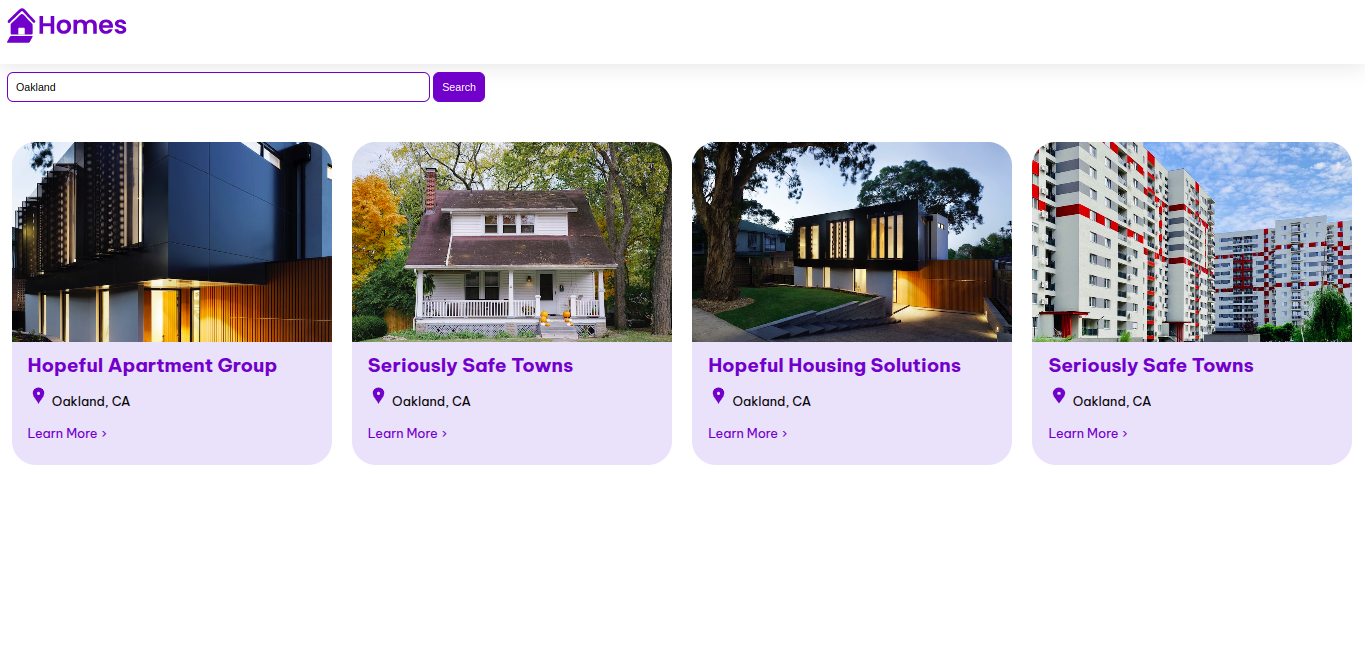 Homes
Oakland
Search
Hopeful Apartment Group
Oakland, CA
Learn More >
Seriously Safe Towns
Oakland, CA
Learn More >
Hopeful Housing Solutions
Oakland, CA
Learn More >
Seriously Safe Towns
Oakland, CA
Learn More >